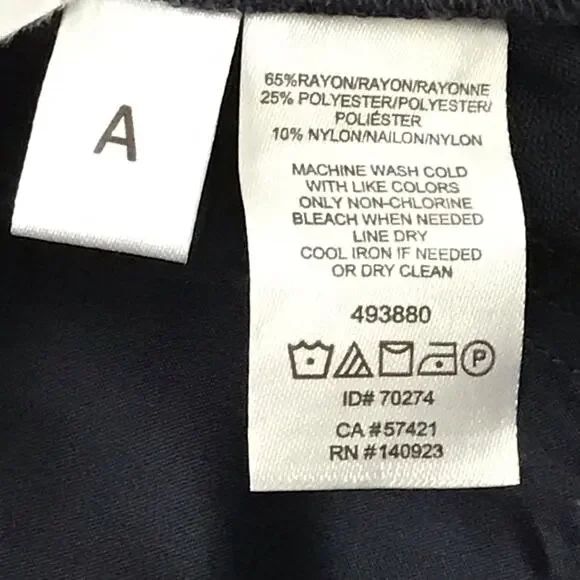 A
65%RAYON/RAYON/RAYONNE
25% POLYESTER/POLYESTER/
POLIÉSTER
10% NYLON/NAILON/NYLON
MACHINE WASH COLD
WITH LIKE COLORS
ONLY NON-CHLORINE
BLEACH WHEN NEEDED
LINE DRY
COOL IRON IF NEEDED
OR DRY CLEAN
493880
P
ID# 70274
CA #57421
RN #140923